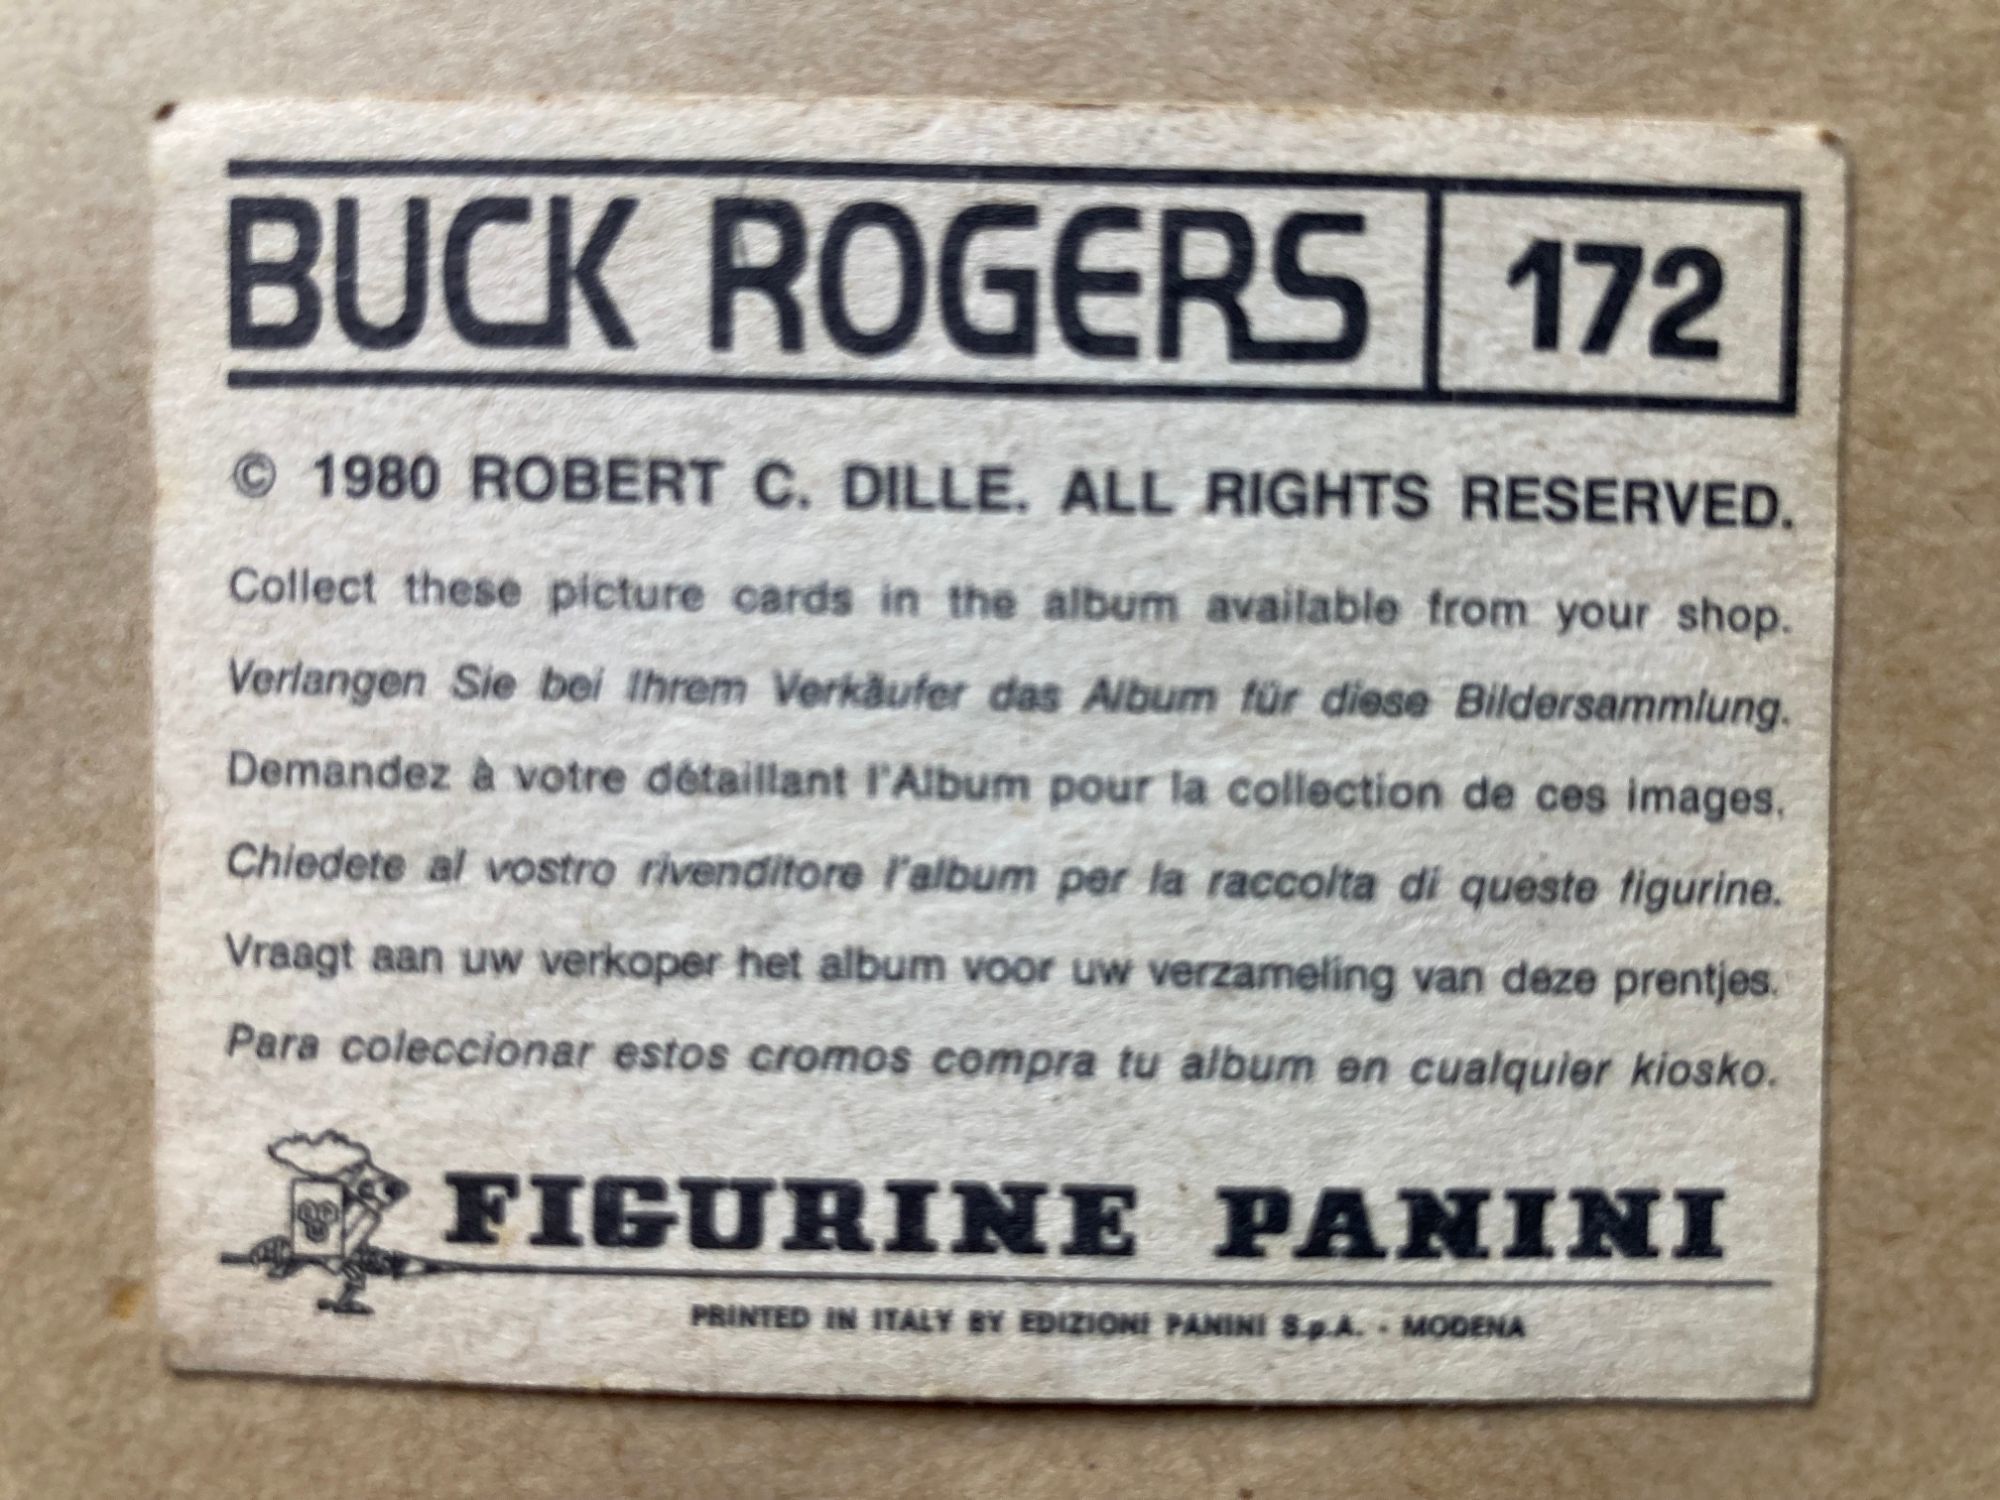 BUCK ROGERS 172
© 1980 ROBERT C. DILLE. ALL RIGHTS RESERVED.
Collect these picture cards in the album available from your shop.
Verlangen Sie bei Ihrem Verkäufer das Album für diese Bildersammlung.
Demandez à votre détaillant l'Album pour la collection de ces images.
Chiedete al vostro rivenditore l'album per la raccolta di queste figurine.
Vraagt aan uw verkoper het album voor uw verzameling van deze prentjes.
Para coleccionar estos cromos compra tu album en cualquier kiosko.
FIGURINE PANINI
PRINTED IN ITALY BY EDIZIONI PANINI S.p.A. - MODENA